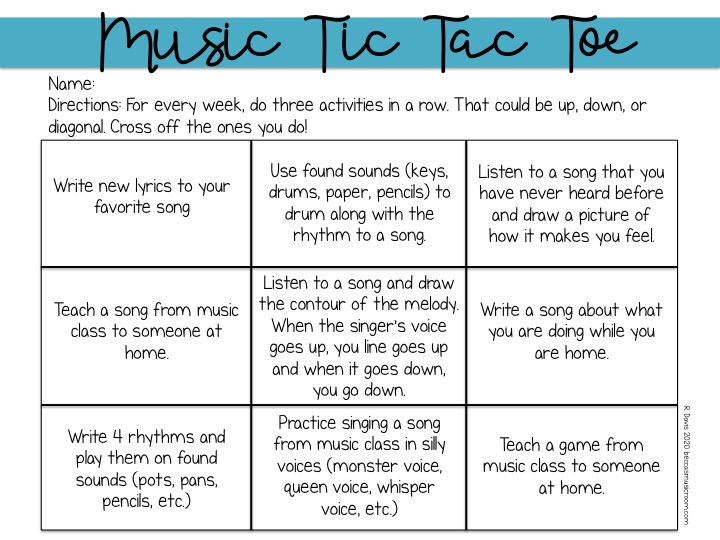 Music Tic Tac Toe
Name:
Directions: For every week, do three activities in a row. That could be up, down, or
diagonal. Cross off the ones you do!
Write new lyrics to your
favorite song
Use found sounds (keys,
drums, paper, pencils) to
drum along with the
rhythm to a song.
Listen to a song that you
have never heard before
and draw a picture of
how it makes you feel.
Teach a song from music
class to someone at
home.
Listen to a song and draw
the contour of the melody.
When the singer's voice
goes up, you line goes up
and when it goes down,
you go down.
Write a song about what
you are doing while you
are home.
Write 4 rhythms and
play them on found
sounds (pots, pans,
pencils, etc.)
Practice singing a song
from music class in silly
voices (monster voice,
queen voice, whisper
voice, etc.)
Teach a game from
music class to someone
at home.
R. Davis 2020 beccasmusicroom.com